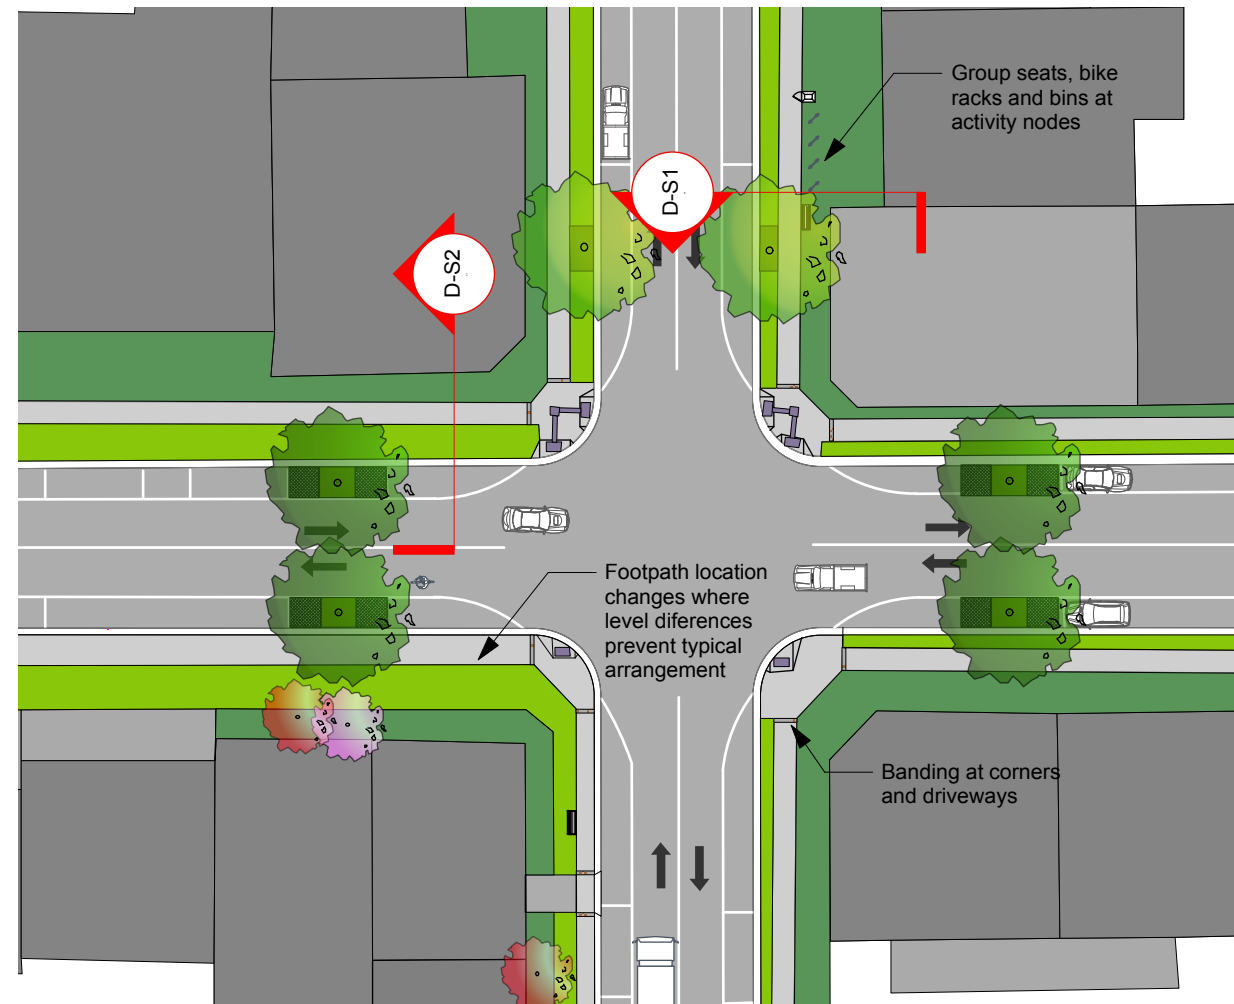 Group seats, bike
racks and bins at
activity nodes
D-S1
D-S2
Footpath location
changes where
level diferences
prevent typical
arrangement
Banding at corners
and driveways